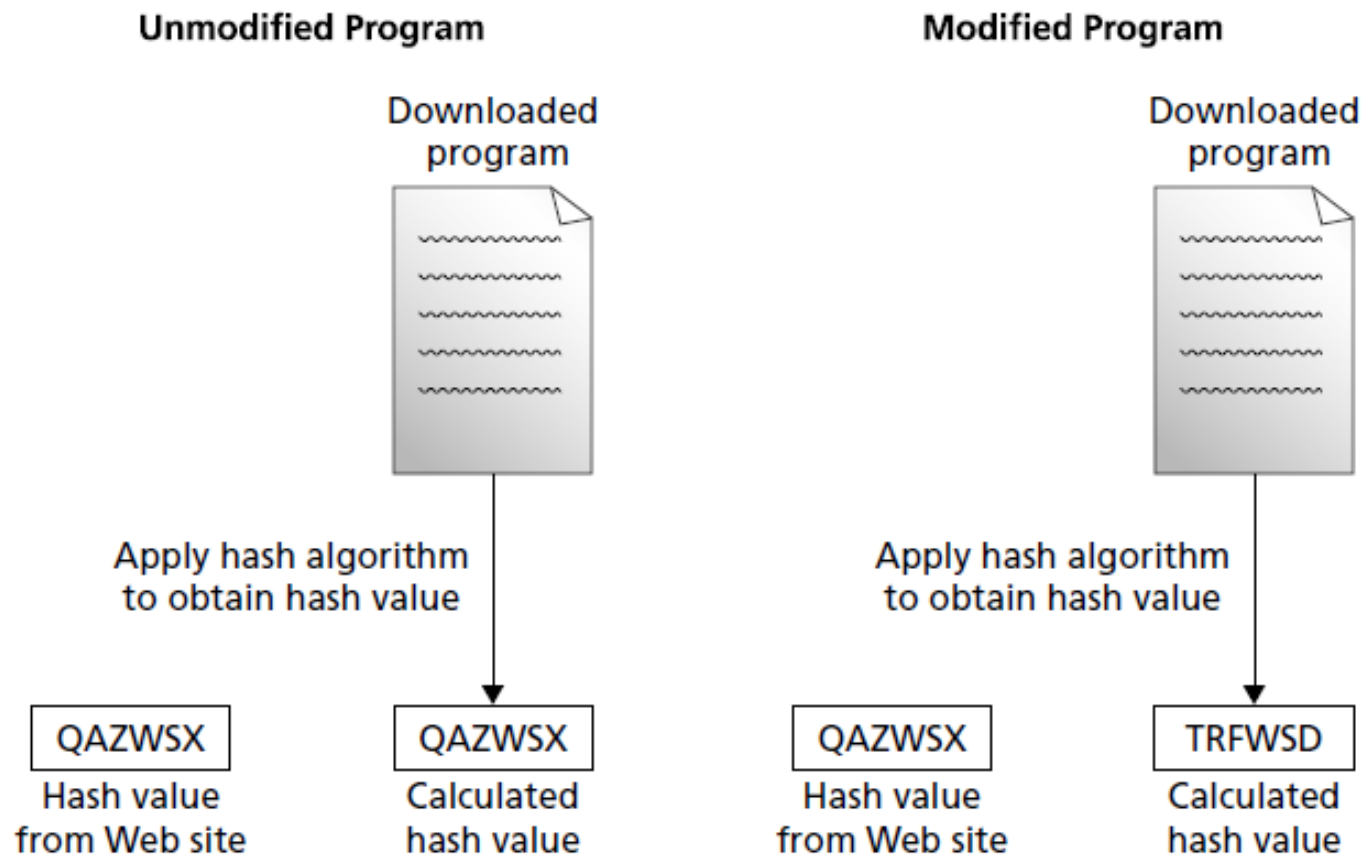 Unmodified Program
Downloaded
program
Apply hash algorithm
to obtain hash value
QAZWSX
QAZWSX
Hash value
from Web site
Calculated
hash value
Modified Program
Downloaded
program
Apply hash algorithm
to obtain hash value
QAZWSX
TRFWSD
Hash value
from Web site
Calculated
hash value